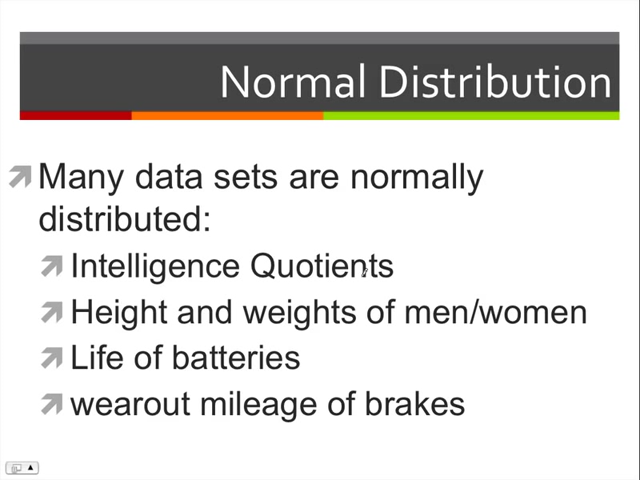 Normal Distribution
Many data sets are normally
distributed:
Intelligence Quotients
Height and weights of men/women
Life of batteries
wearout mileage of brakes